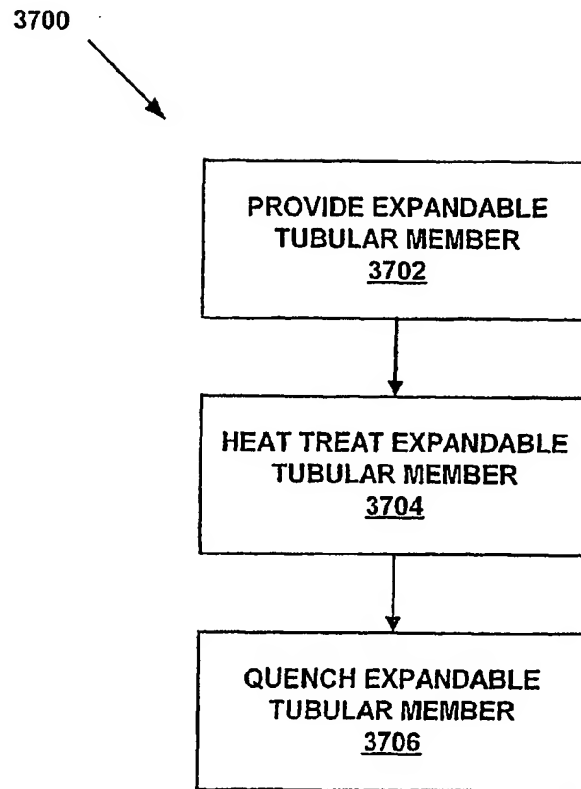 3700
PROVIDE EXPANDABLE
TUBULAR MEMBER
3702
HEAT TREAT EXPANDABLE
TUBULAR MEMBER
3704
QUENCH EXPANDABLE
TUBULAR MEMBER
3706